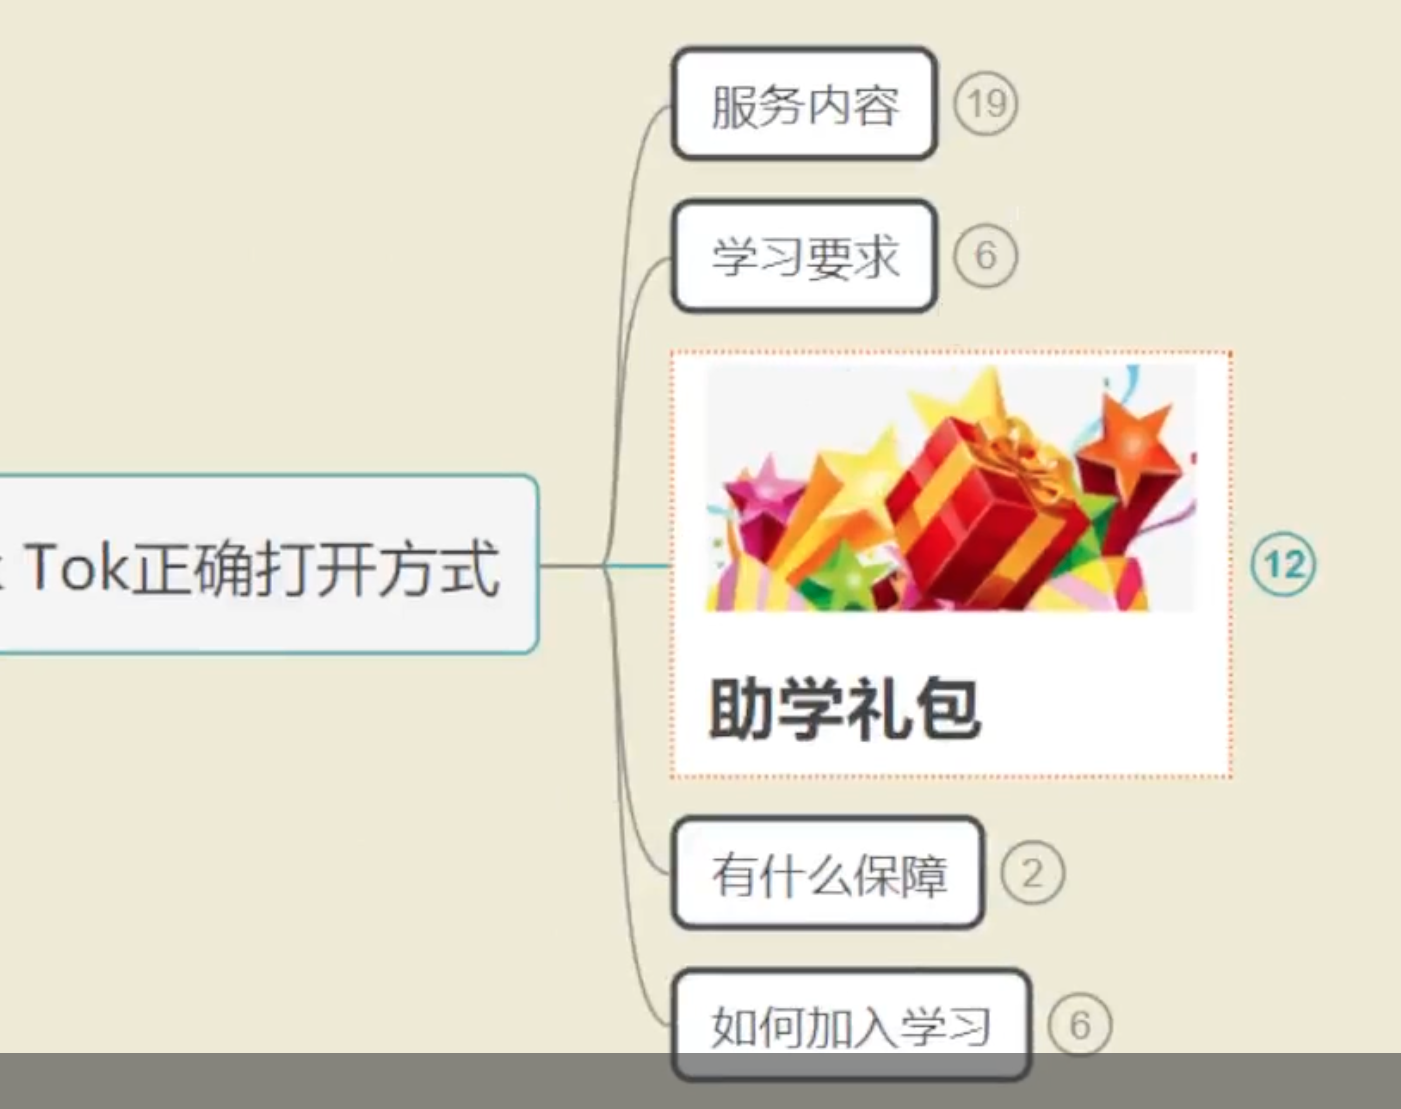 服务内容 19
学习要求 6
Tok正确打开方式
助学礼包
12
有什么保障 2
如何加入学习 6